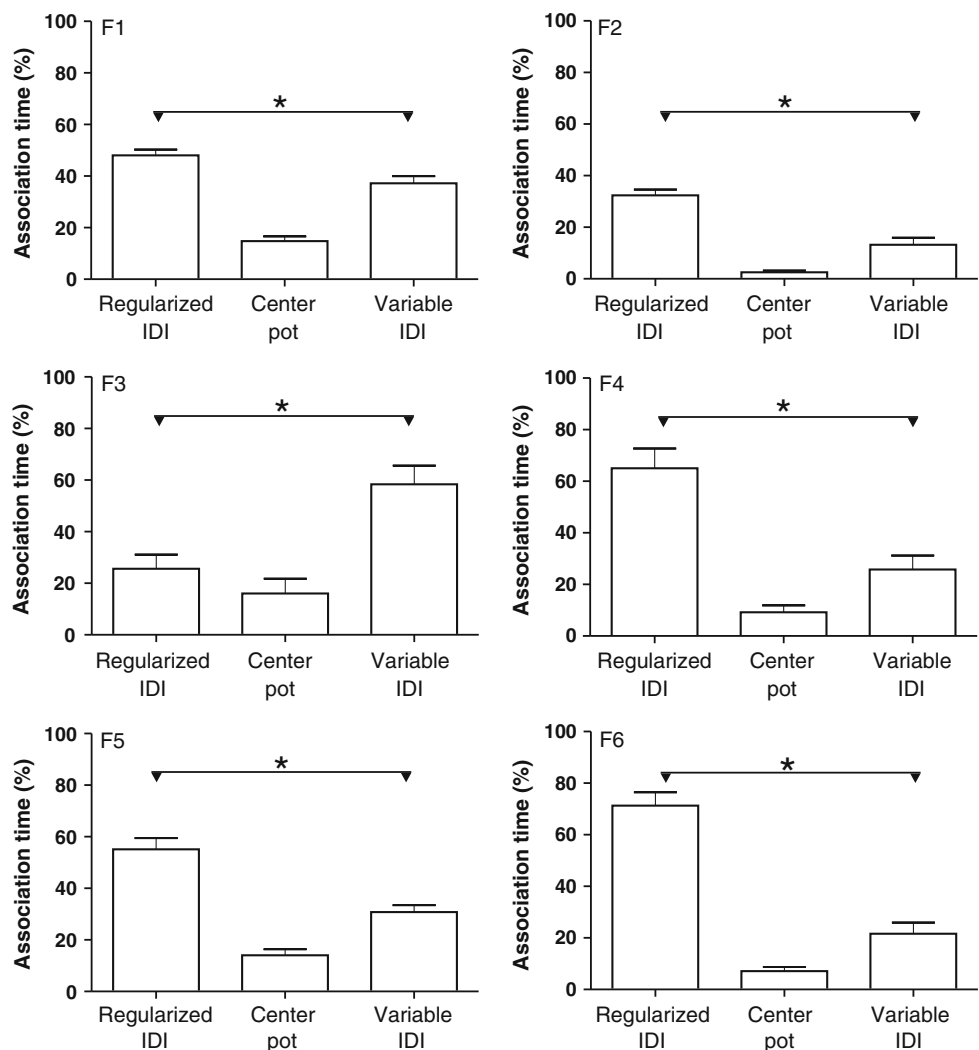 F1
Association time (%)
100
80
60
40
20
0
*
Regularized IDI
Center pot
Variable IDI
F2
Association time (%)
100
80
60
40
20
0
*
Regularized IDI
Center pot
Variable IDI
F3
Association time (%)
100
80
60
40
20
0
*
Regularized IDI
Center pot
Variable IDI
F4
Association time (%)
100
80
60
40
20
0
*
Regularized IDI
Center pot
Variable IDI
F5
Association time (%)
100
80
60
40
20
0
*
Regularized IDI
Center pot
Variable IDI
F6
Association time (%)
100
80
60
40
20
0
*
Regularized IDI
Center pot
Variable IDI